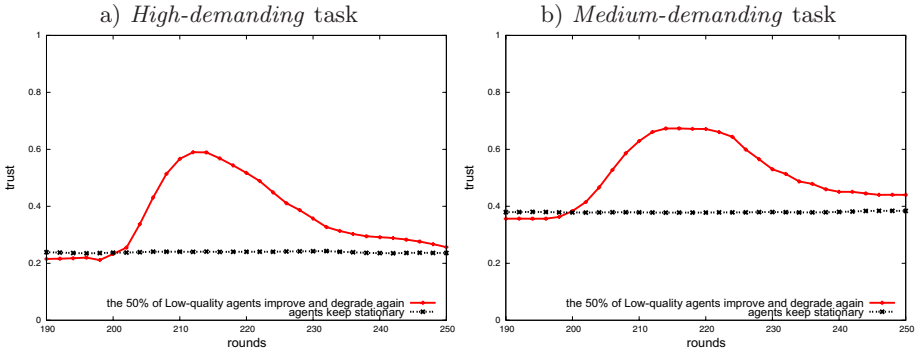 a) High-demanding task
1
0.8
0.6
0.4
0.2
0
trust
190 200 210 220 230 240 250
rounds
the 50% of Low-quality agents improve and degrade again
agents keep stationary
b) Medium-demanding task
1
0.8
0.6
0.4
0.2
0
trust
190 200 210 220 230 240 250
rounds
the 50% of Low-quality agents improve and degrade again
agents keep stationary